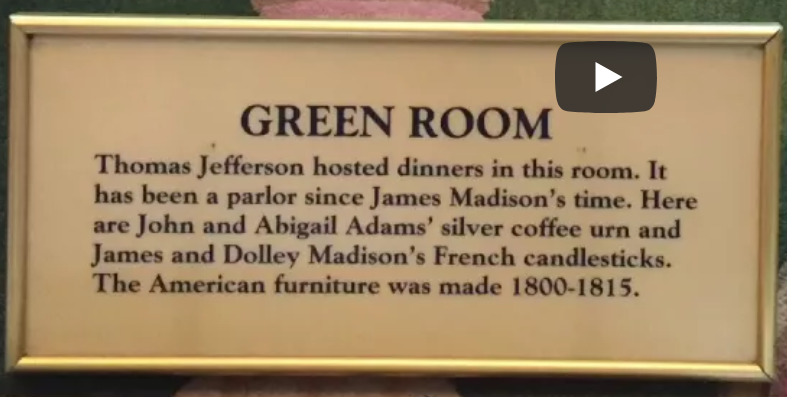 GREEN ROOM
Thomas Jefferson hosted dinners in this room. It
has been a parlor since James Madison's time. Here
are John and Abigail Adams' silver coffee urn and
James and Dolley Madison's French candlesticks.
The American furniture was made 1800-1815.